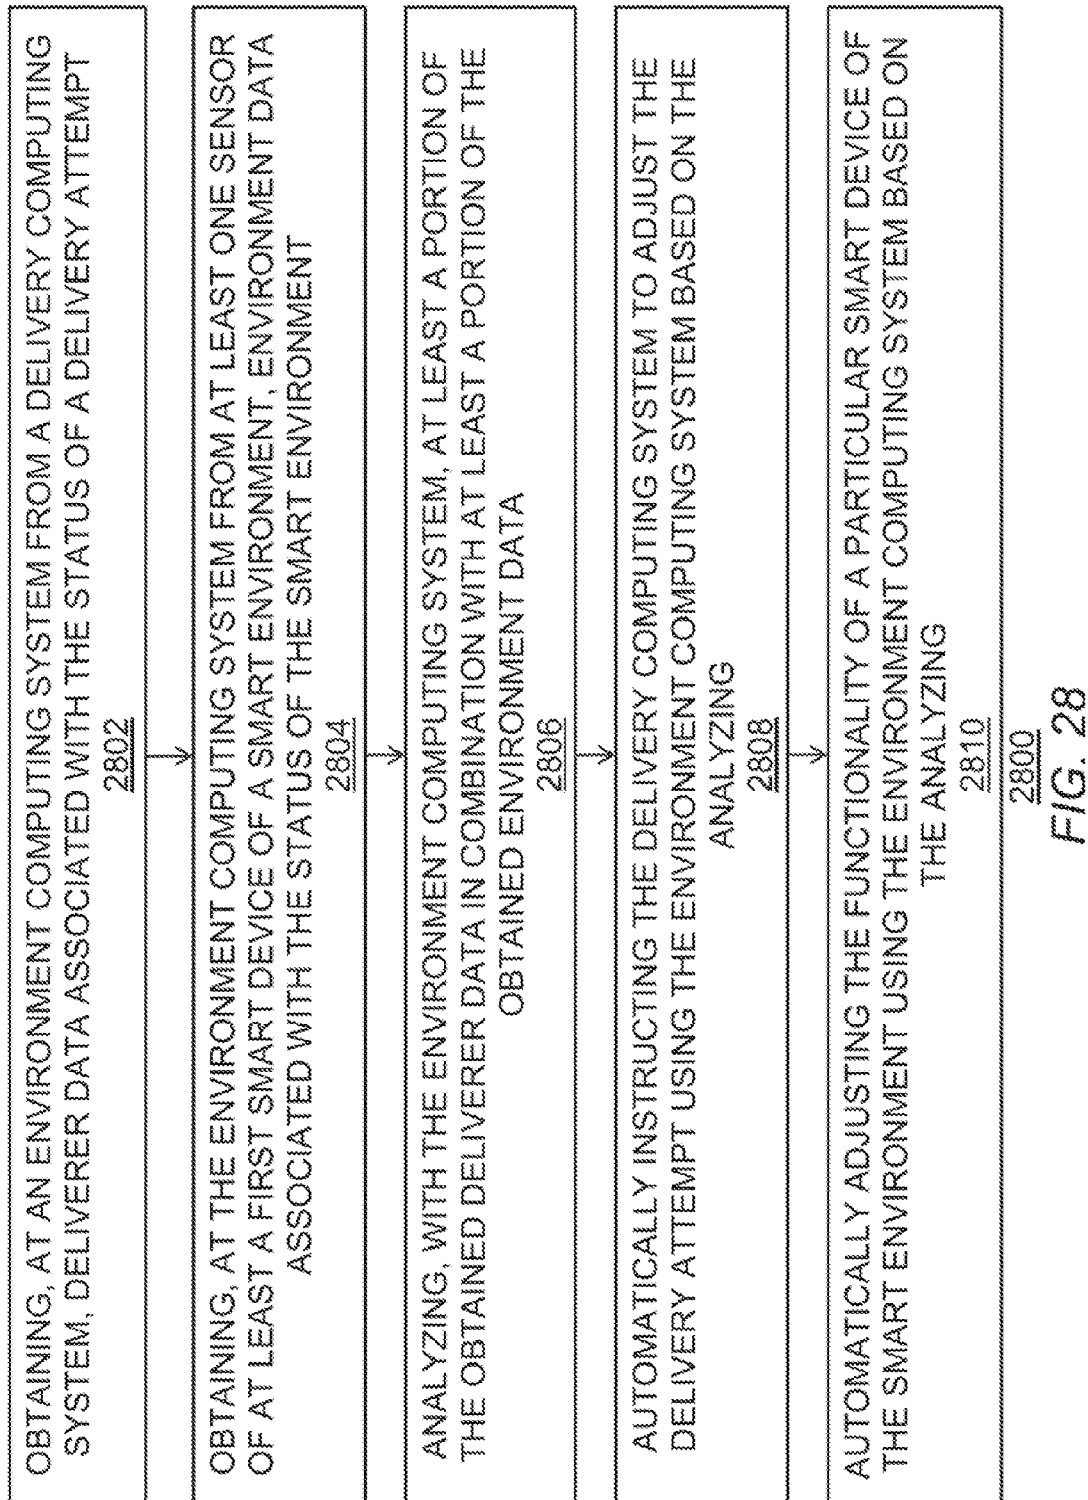 OBTAINING, AT AN ENVIRONMENT COMPUTING SYSTEM FROM A DELIVERY COMPUTING
SYSTEM, DELIVERER DATA ASSOCIATED WITH THE STATUS OF A DELIVERY ATTEMPT
2802
OBTAINING, AT THE ENVIRONMENT COMPUTING SYSTEM FROM AT LEAST ONE SENSOR
OF AT LEAST A FIRST SMART DEVICE OF A SMART ENVIRONMENT, ENVIRONMENT DATA
ASSOCIATED WITH THE STATUS OF THE SMART ENVIRONMENT
2804
ANALYZING, WITH THE ENVIRONMENT COMPUTING SYSTEM, AT LEAST A PORTION OF
THE OBTAINED DELIVERER DATA IN COMBINATION WITH AT LEAST A PORTION OF THE
OBTAINED ENVIRONMENT DATA
2806
AUTOMATICALLY INSTRUCTING THE DELIVERY COMPUTING SYSTEM TO ADJUST THE
DELIVERY ATTEMPT USING THE ENVIRONMENT COMPUTING SYSTEM BASED ON THE
ANALYZING
2808
AUTOMATICALLY ADJUSTING THE FUNCTIONALITY OF A PARTICULAR SMART DEVICE OF
THE SMART ENVIRONMENT USING THE ENVIRONMENT COMPUTING SYSTEM BASED ON
THE ANALYZING
2810
2800
FIG. 28